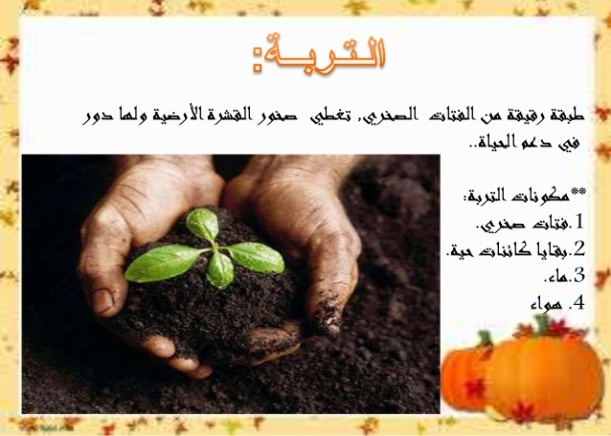 التربة:
طبقة رقيقة من الفتات الصخري, تغطي صخور القشرة الأرضية ولها دور
في دعم الحياة..
**مكونات التربة:
1.فتات صخري.
2.بقايا كائنات حية.
3.ماء.
4. هواء